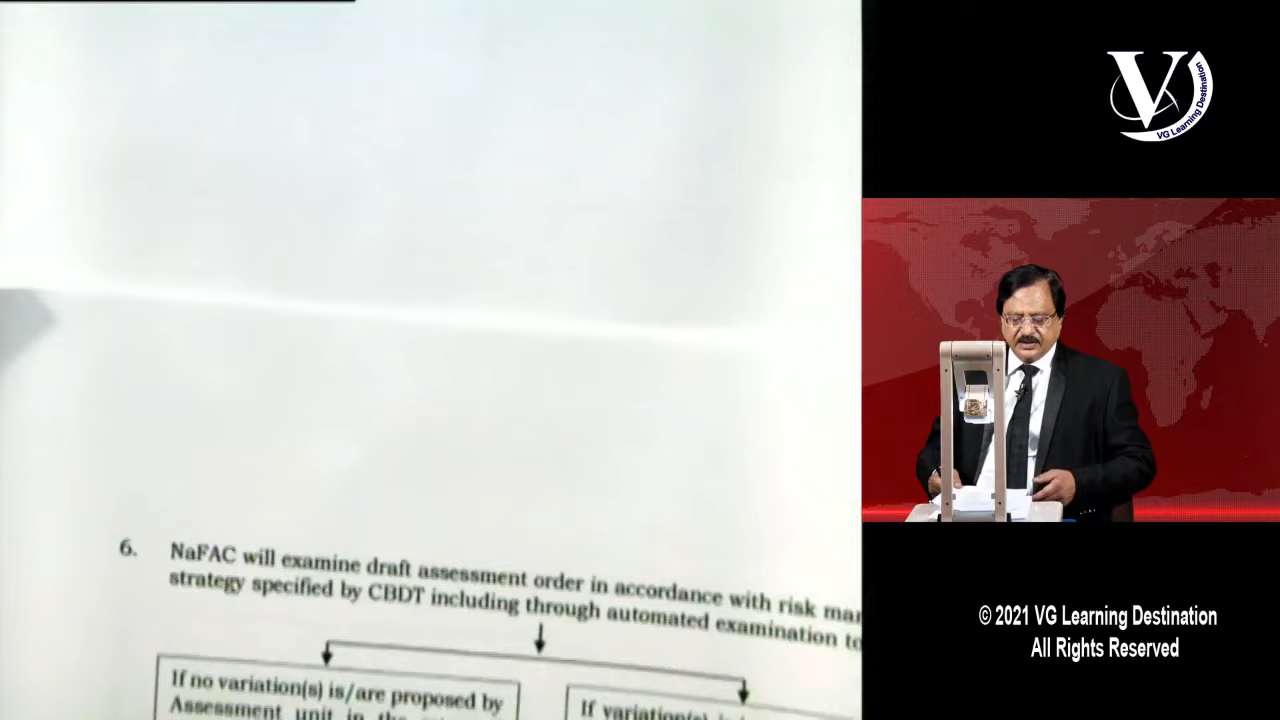 6. NaFAC will examine draft assessment order in accordance with risk
strategy specified by CBDT including through automated examination
If no variation(s) is/are proposed by
Assessment unit in the
If variation(s)
V
VG Learning Destination
© 2021 VG Learning Destination
All Rights Reserved